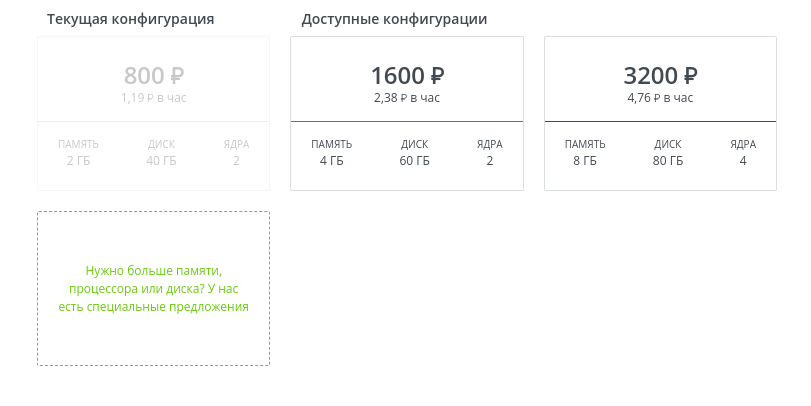 Текущая конфигурация
Доступные конфигурации
800 ₽
1,19 ₽ в час
ПАМЯТЬ ДИСК ЯДРА
2 ГБ 40 ГБ 2
1600 ₽
2,38 ₽ в час
ПАМЯТЬ ДИСК ЯДРА
4 ГБ 60 ГБ 2
3200 ₽
4,76 ₽ в час
ПАМЯТЬ ДИСК ЯДРА
8 ГБ 80 ГБ 4
Нужно больше памяти,
процессора или диска? У нас
есть специальные предложения